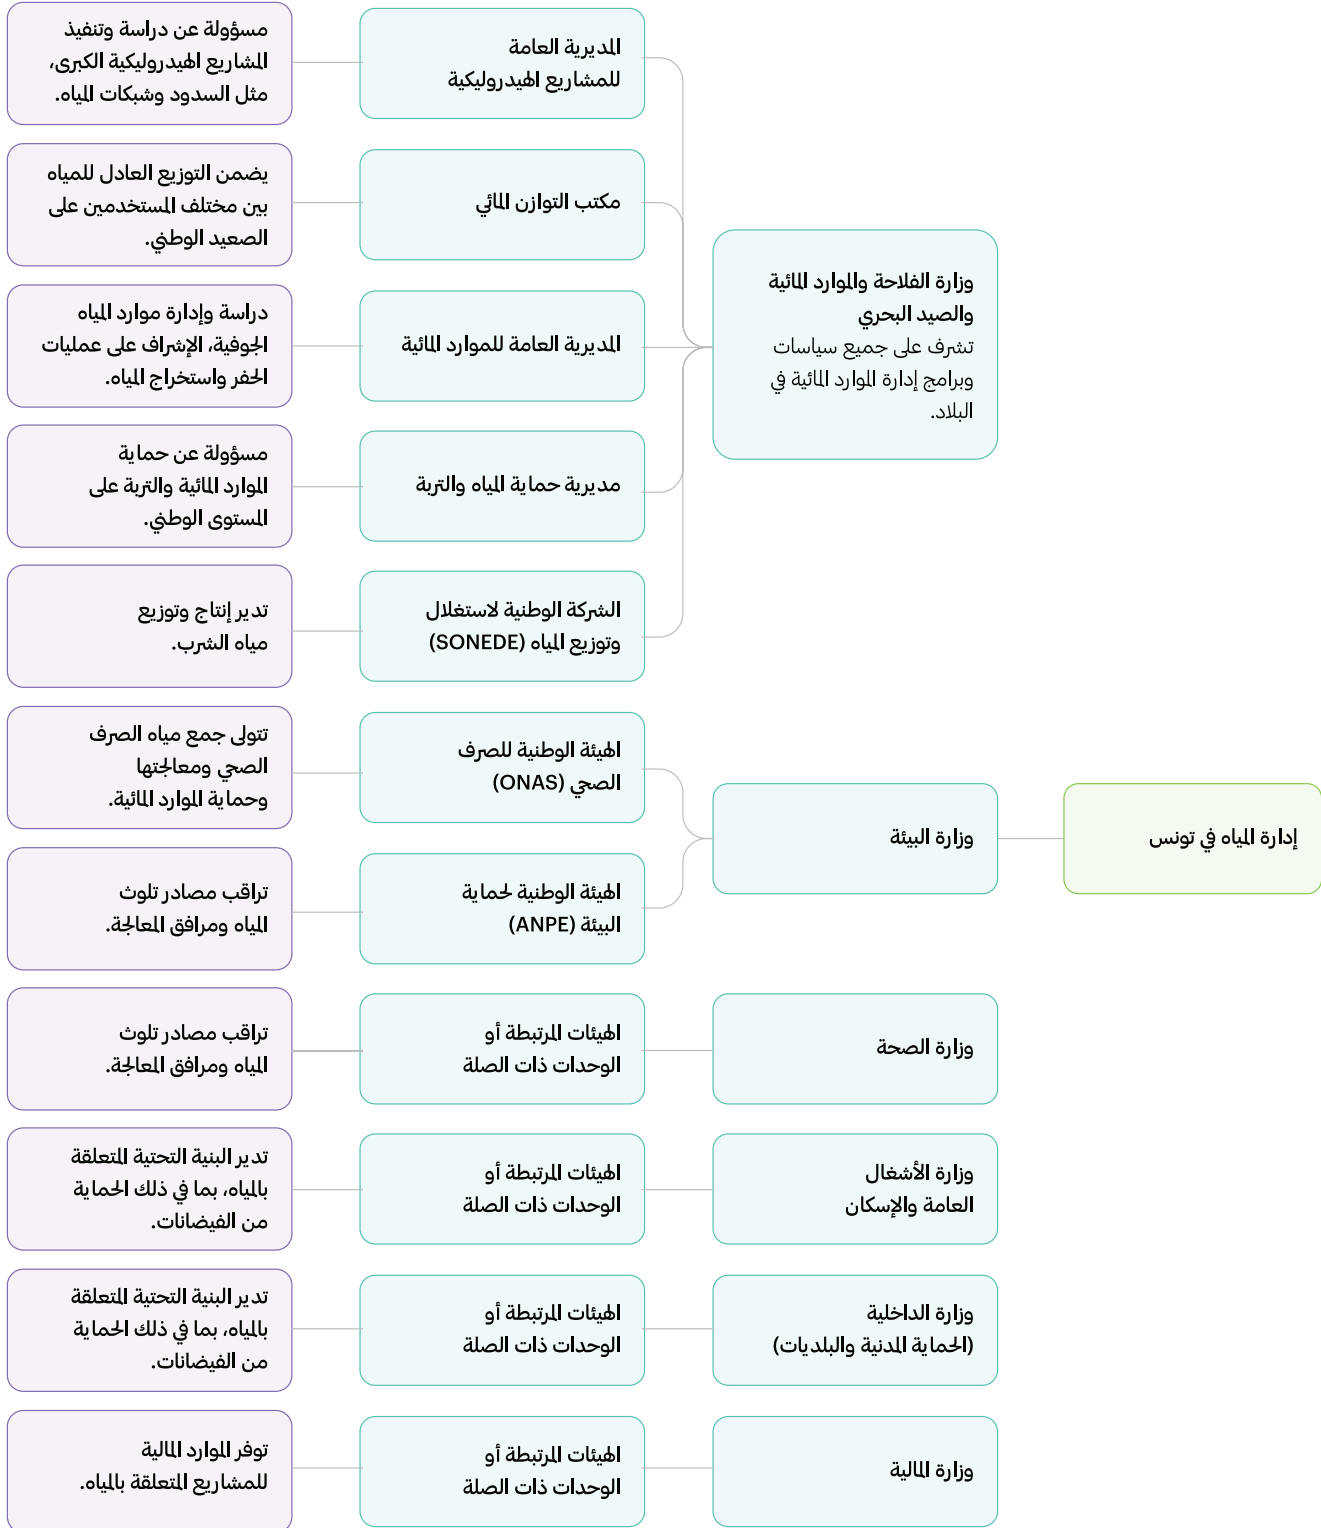 إدارة المياه في تونس
وزارة الفلاحة والموارد المائية
والصيد البحري
تشرف على جميع سياسات
وبرامج إدارة الموارد المائية في
البلاد.
المديرية العامة
للمشاريع الهيدروليكية
مسؤولة عن دراسة وتنفيذ
المشاريع الهيدروليكية الكبرى،
مثل السدود وشبكات المياه.
مكتب التوازن المائي
يضمن التوزيع العادل للمياه
بين مختلف المستخدمين على
الصعيد الوطني.
المديرية العامة للموارد المائية
دراسة وإدارة موارد المياه
الجوفية، الإشراف على عمليات
الحفر واستخراج المياه.
مديرية حماية المياه والتربة
مسؤولة عن حماية
الموارد المائية والتربة على
المستوى الوطني.
الشركة الوطنية لاستغلال
وتوزيع المياه (SONEDE)
تدير إنتاج وتوزيع
مياه الشرب.
وزارة البيئة
الهيئة الوطنية للصرف
الصحي (ONAS)
تتولى جمع مياه الصرف
الصحي ومعالجتها
وحماية الموارد المائية.
الهيئة الوطنية لحماية
البيئة (ANPE)
تراقب مصادر تلوث
المياه ومرافق المعالجة.
وزارة الصحة
الهيئات المرتبطة أو
الوحدات ذات الصلة
تراقب مصادر تلوث
المياه ومرافق المعالجة.
وزارة الأشغال
العامة والإسكان
الهيئات المرتبطة أو
الوحدات ذات الصلة
تدير البنية التحتية المتعلقة
بالمياه، بما في ذلك الحماية
من الفيضانات.
وزارة الداخلية
(الحماية المدنية والبلديات)
الهيئات المرتبطة أو
الوحدات ذات الصلة
تدير البنية التحتية المتعلقة
بالمياه، بما في ذلك الحماية
من الفيضانات.
وزارة المالية
الهيئات المرتبطة أو
الوحدات ذات الصلة
توفر الموارد المالية
للمشاريع المتعلقة بالمياه.